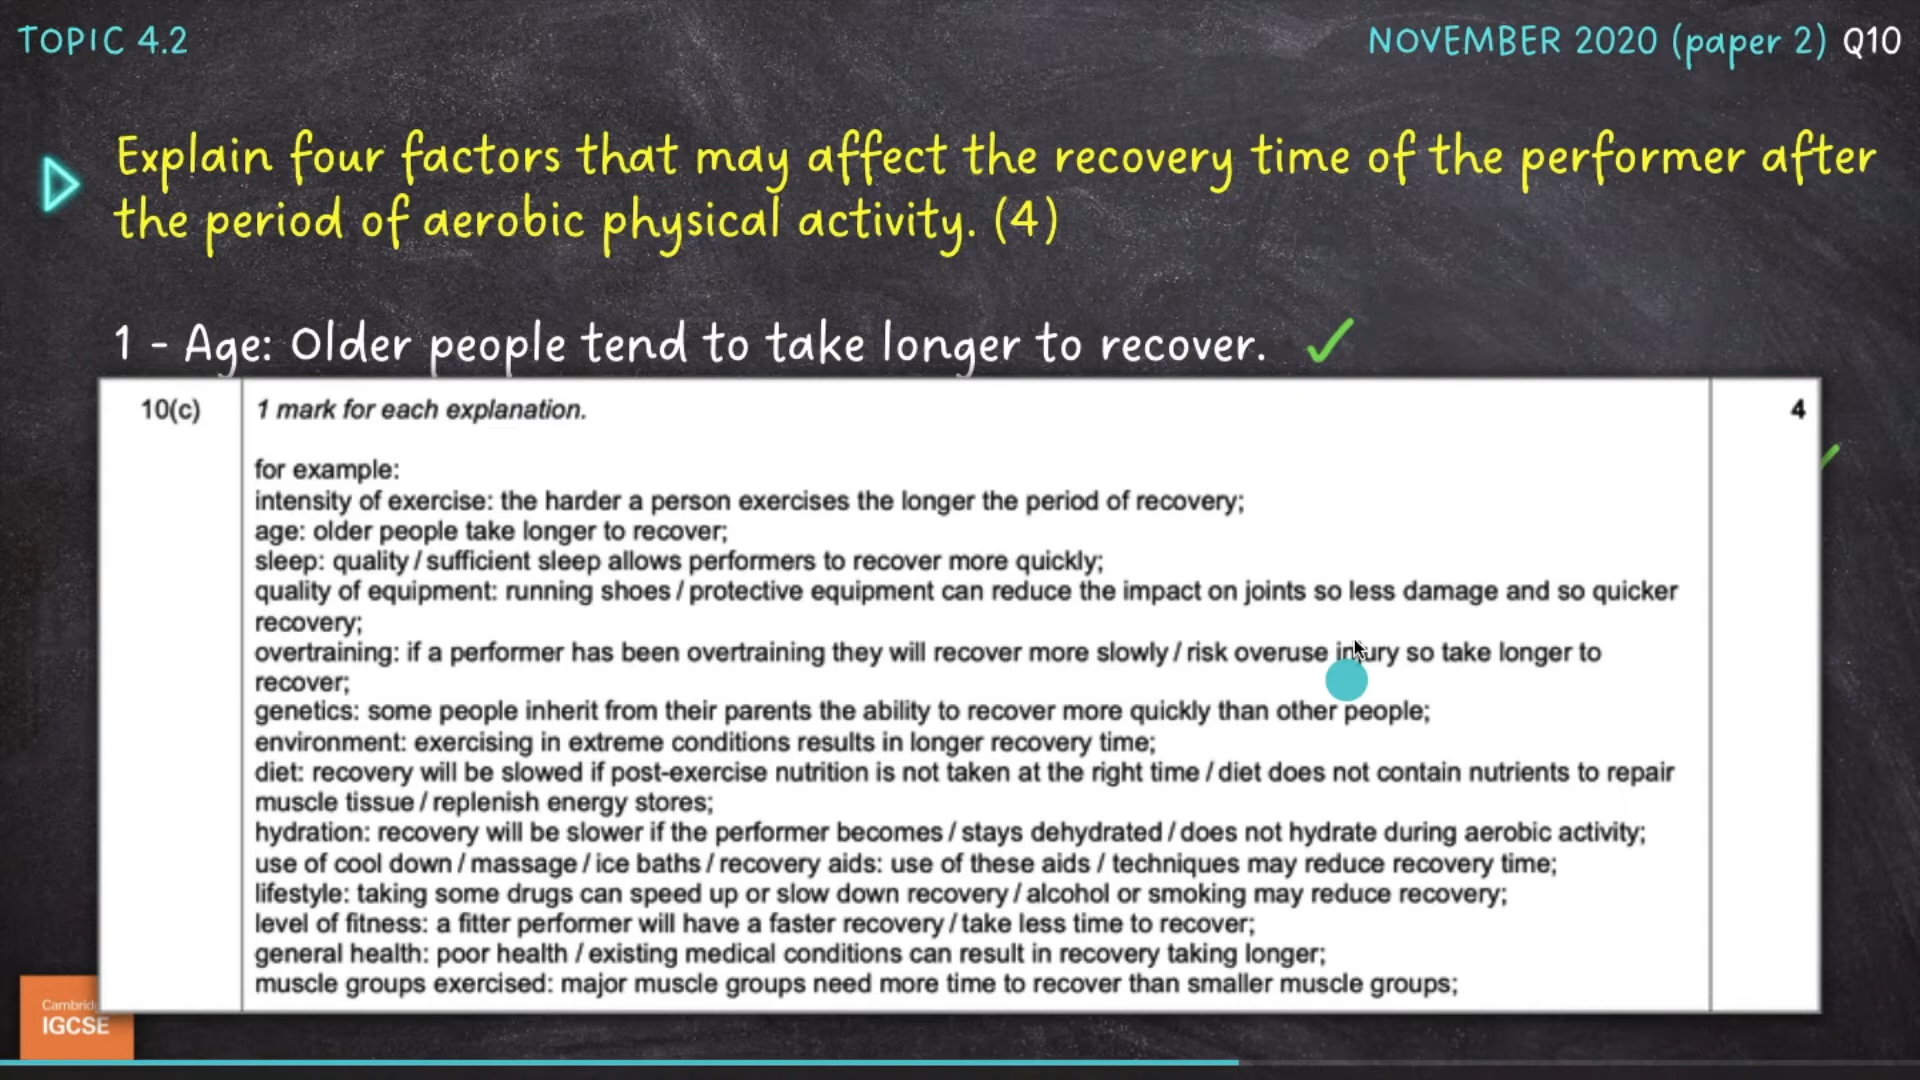 TOPIC 4.2
NOVEMBER 2020 (paper 2) Q10
Explain four factors that may affect the recovery time of the performer after
the period of aerobic physical activity. (4)
1 - Age: Older people tend to take longer to recover.
10(c)
1 mark for each explanation.
4
for example:
intensity of exercise: the harder a person exercises the longer the period of recovery;
age: older people take longer to recover;
sleep: quality / sufficient sleep allows performers to recover more quickly;
quality of equipment: running shoes / protective equipment can reduce the impact on joints so less damage and so quicker
recovery;
overtraining: if a performer has been overtraining they will recover more slowly / risk overuse injury so take longer to
recover;
genetics: some people inherit from their parents the ability to recover more quickly than other people;
environment: exercising in extreme conditions results in longer recovery time;
diet: recovery will be slowed if post-exercise nutrition is not taken at the right time / diet does not contain nutrients to repair
muscle tissue / replenish energy stores;
hydration: recovery will be slower if the performer becomes / stays dehydrated / does not hydrate during aerobic activity;
use of cool down / massage / ice baths / recovery aids: use of these aids / techniques may reduce recovery time;
lifestyle: taking some drugs can speed up or slow down recovery / alcohol or smoking may reduce recovery;
level of fitness: a fitter performer will have a faster recovery / take less time to recover;
general health: poor health / existing medical conditions can result in recovery taking longer;
muscle groups exercised: major muscle groups need more time to recover than smaller muscle groups;
Cambrid
IGCSE